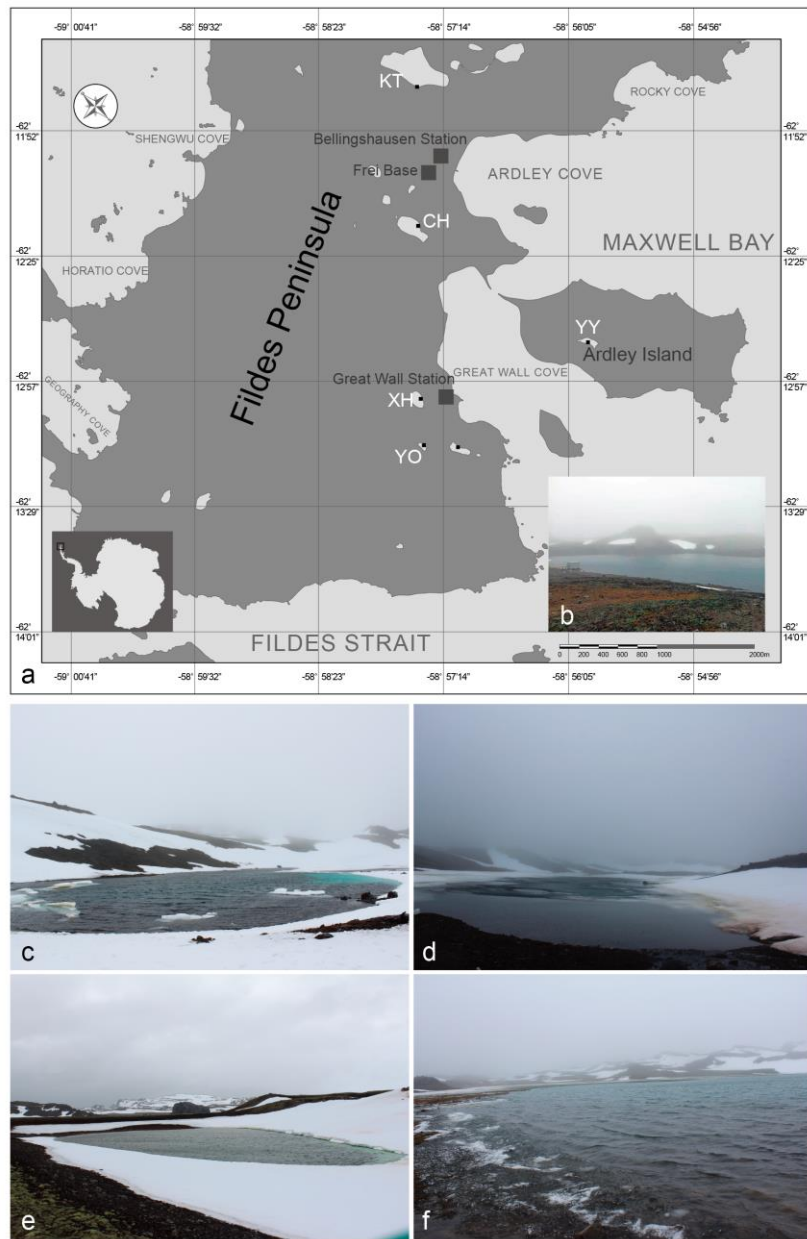 -59° 00'41" -58° 59'32" -58° 58'23" -58° 57'14" -58° 56'05" -58° 54'56"
KT
ROCKY COVE
-62°
11'52"
-62°
11'52"
SHENGWU COVE
Bellingshausen Station
Frei Base
ARDLEY COVE
CH
MAXWELL BAY
-62°
12'25"
-62°
12'25"
HORATIO COVE
Fildes Peninsula
YY
Ardley Island
GREAT WALL COVE
Great Wall Station
-62°
12'57"
-62°
12'57"
GEOGRAPHY COVE
XH
YO
-62°
13'29"
-62°
13'29"
b
-62°
14'01"
-62°
14'01"
FILDES STRAIT
0 200 400 600 800 1000 2000m
a
-59° 00'41" -58° 59'32" -58° 58'23" -58° 57'14" -58° 56'05" -58° 54'56"
c
d
e
f